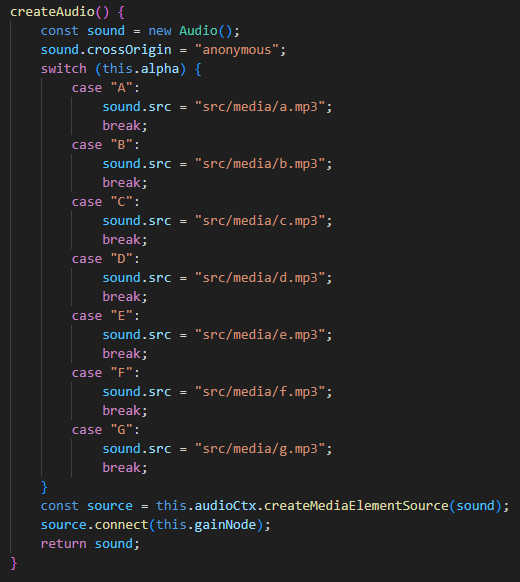 createAudio() {
    const sound = new Audio();
    sound.crossOrigin = "anonymous";
    switch (this.alpha) {
        case "A":
            sound.src = "src/media/a.mp3";
            break;
        case "B":
            sound.src = "src/media/b.mp3";
            break;
        case "C":
            sound.src = "src/media/c.mp3";
            break;
        case "D":
            sound.src = "src/media/d.mp3";
            break;
        case "E":
            sound.src = "src/media/e.mp3";
            break;
        case "F":
            sound.src = "src/media/f.mp3";
            break;
        case "G":
            sound.src = "src/media/g.mp3";
            break;
    }
    const source = this.audioCtx.createMediaElementSource(sound);
    source.connect(this.gainNode);
    return sound;
}